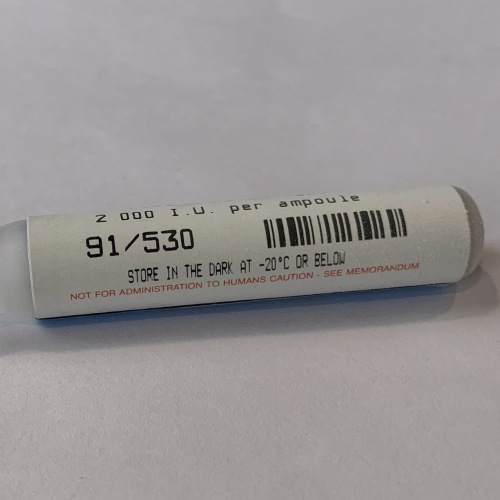 2 000 I.U. per ampoule
91/530
STORE IN THE DARK AT -20°C OR BELOW
NOT FOR ADMINISTRATION TO HUMANS CAUTION - SEE MEMORANDUM